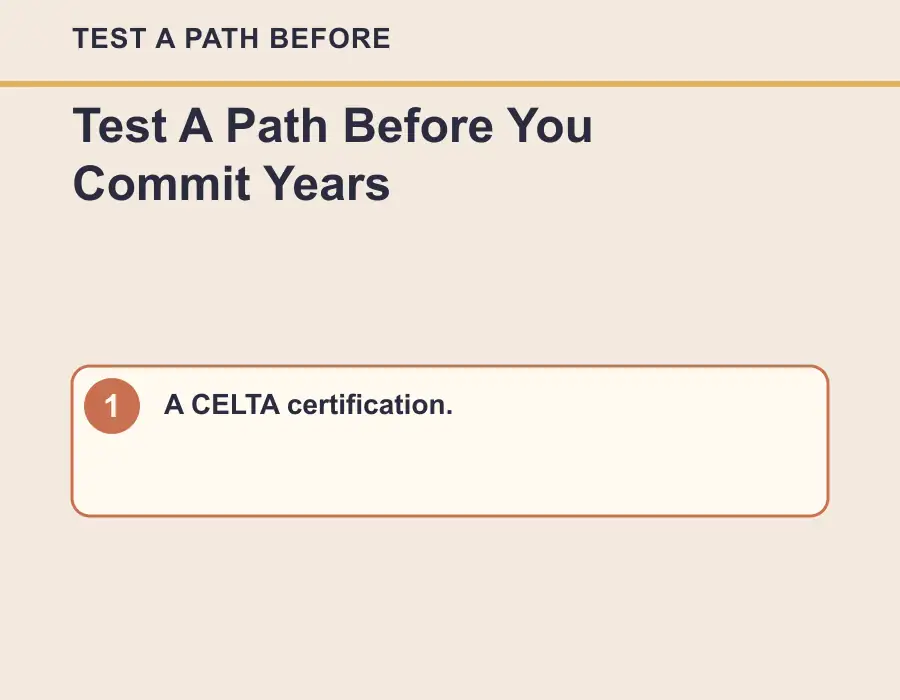 TEST A PATH BEFORE
Test A Path Before You
Commit Years
1 A CELTA certification.